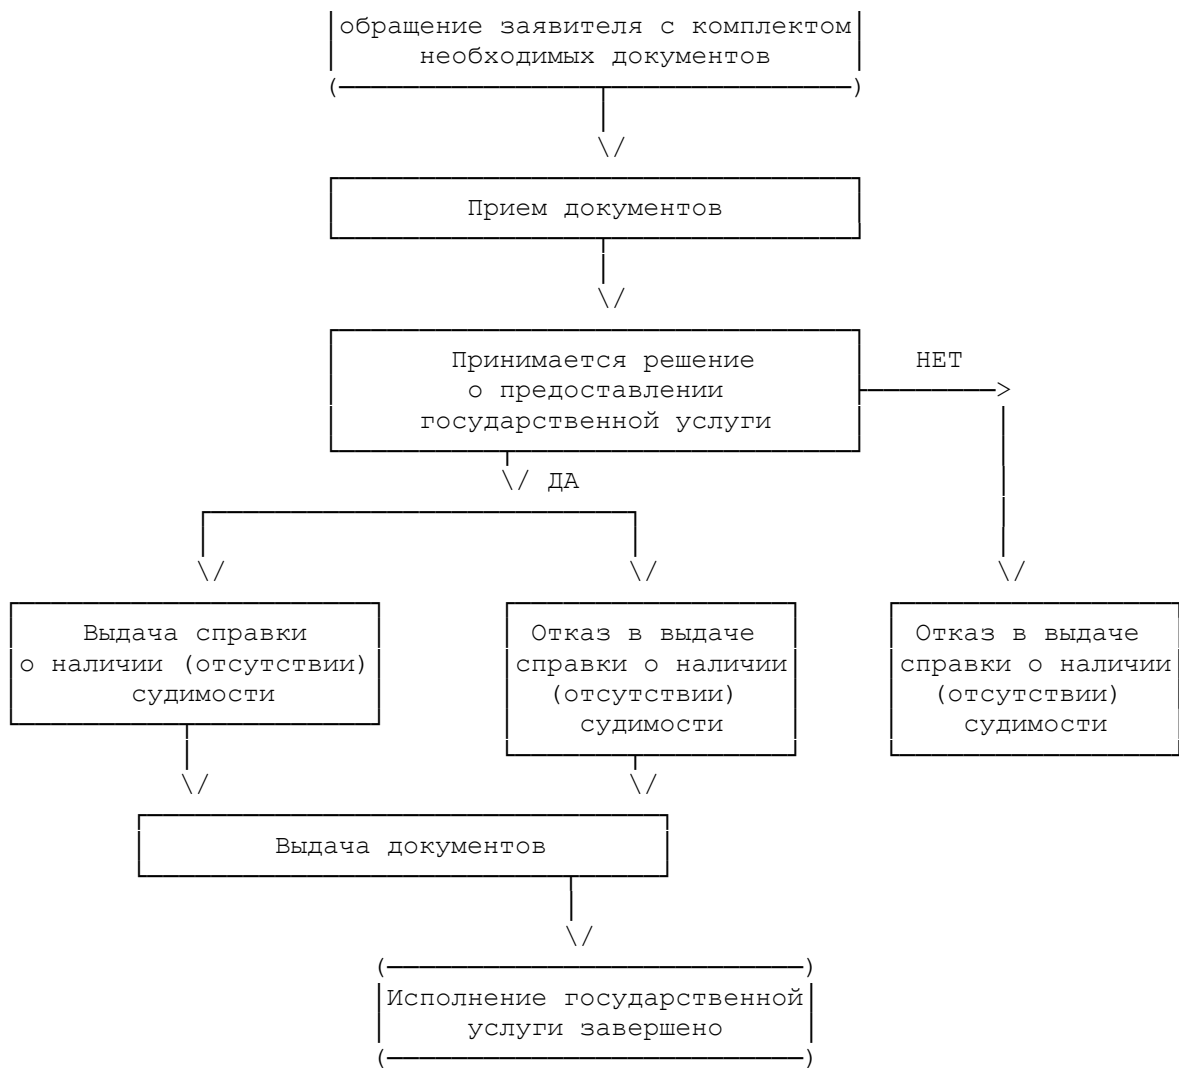 обращение заявителя с комплектом
необходимых документов
Прием документов
Принимается решение
о предоставлении
государственной услуги
НЕТ
ДА
Выдача справки
о наличии (отсутствии)
судимости
Отказ в выдаче
справки о наличии
(отсутствии)
судимости
Отказ в выдаче
справки о наличии
(отсутствии)
судимости
Выдача документов
Исполнение государственной
услуги завершено